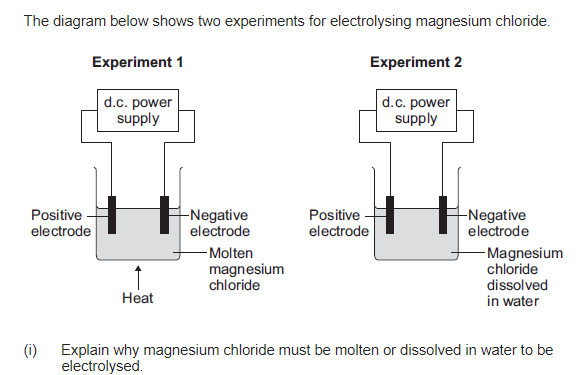 The diagram below shows two experiments for electrolysing magnesium chloride.
Experiment 1
Experiment 2
d.c. power
supply
d.c. power
supply
Positive
electrode
Negative
electrode
Molten
magnesium
chloride
Heat
Positive
electrode
Negative
electrode
Magnesium
chloride
dissolved
in water
(i) Explain why magnesium chloride must be molten or dissolved in water to be
electrolysed.